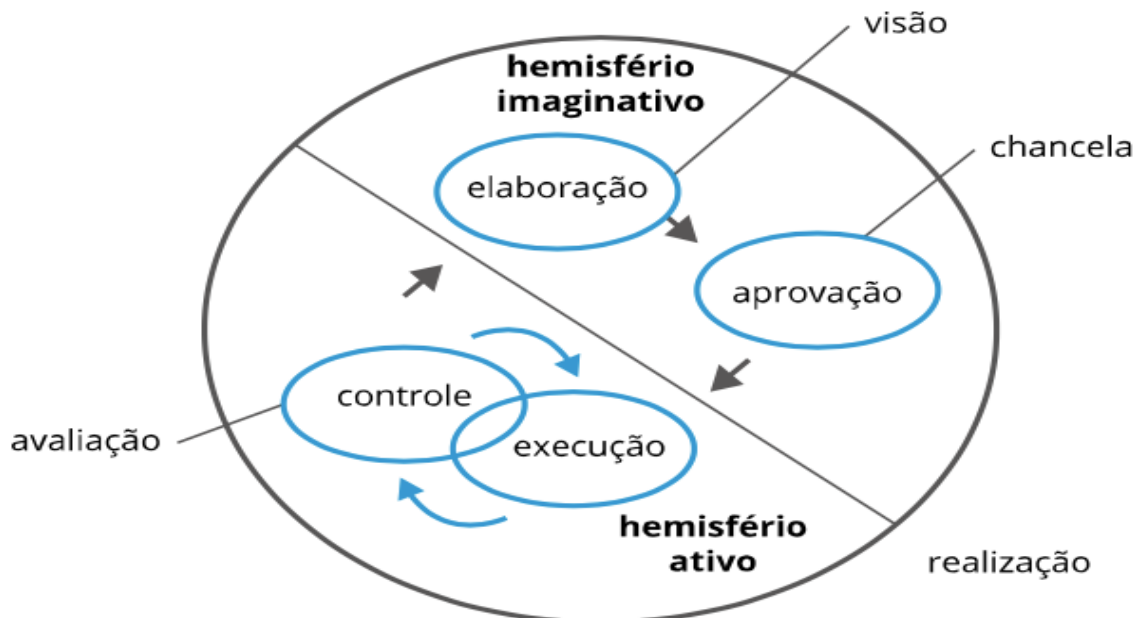 visão
hemisfério
imaginativo
chancela
elaboração
aprovação
controle
avaliação
execução
hemisfério
ativo
realização